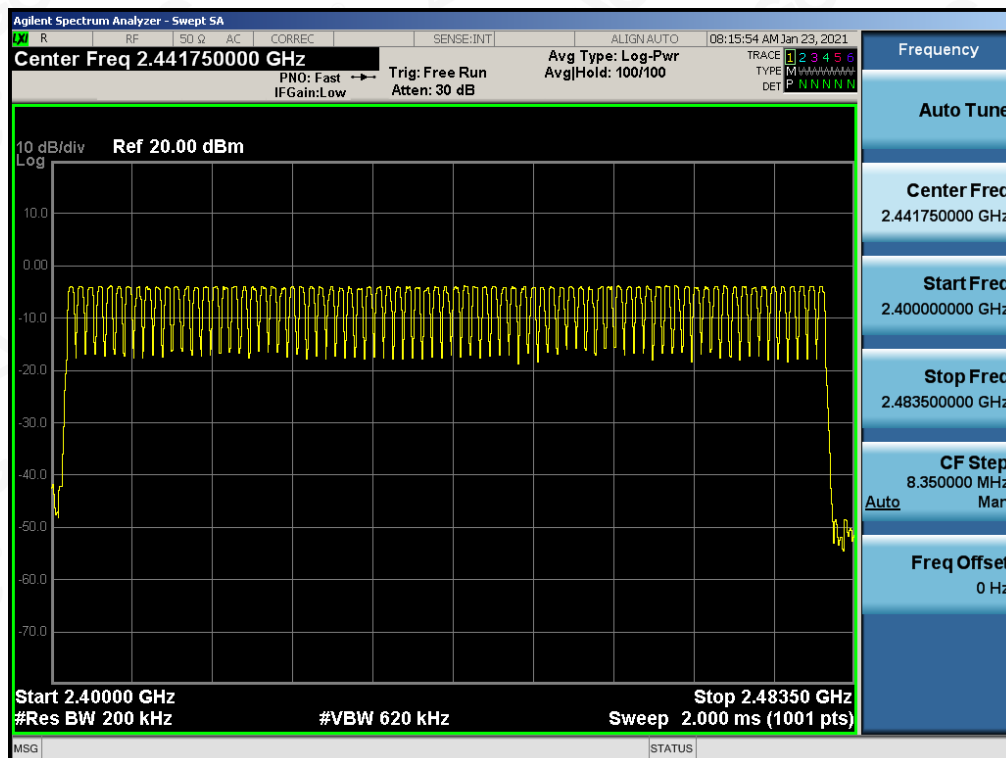 Agilent Spectrum Analyzer - Swept SA
LXI R RF 50 Ω AC CORREC SENSE:INT ALIGN AUTO 08:15:54 AM Jan 23, 2021
Center Freq 2.441750000 GHz
PNO: Fast
IFGain:Low
Trig: Free Run
Atten: 30 dB
Avg Type: Log-Pwr
Avg|Hold: 100/100
TRACE 1 2 3 4 5 6
TYPE M
DET P N N N N N
10 dB/div Ref 20.00 dBm
Log
10.0
0.00
-10.0
-20.0
-30.0
-40.0
-50.0
-60.0
-70.0
Start 2.40000 GHz Stop 2.48350 GHz
#Res BW 200 kHz #VBW 620 kHz Sweep 2.000 ms (1001 pts)
MSG STATUS
Frequency
Auto Tune
Center Freq
2.441750000 GHz
Start Freq
2.400000000 GHz
Stop Freq
2.483500000 GHz
CF Step
8.350000 MHz
Auto Man
Freq Offset
0 Hz